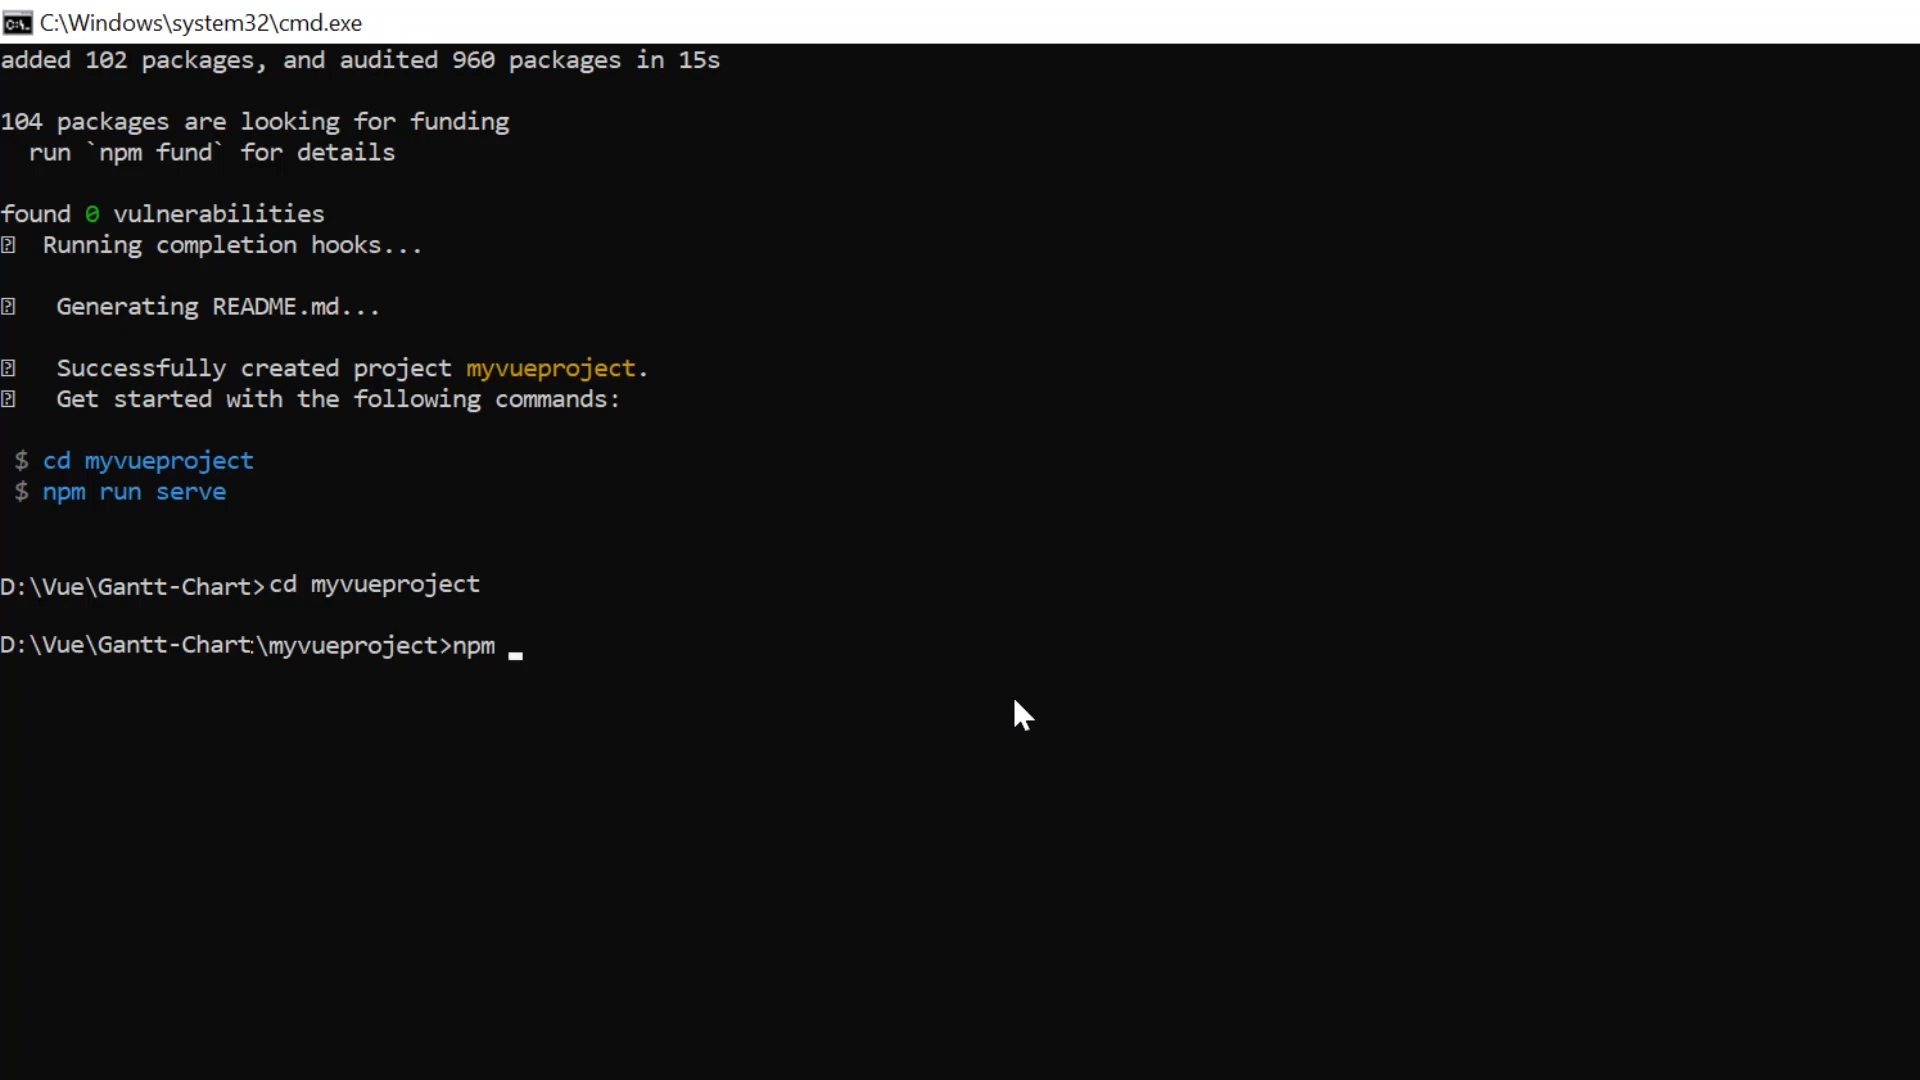 C:\Windows\system32\cmd.exe
added 102 packages, and audited 960 packages in 15s
104 packages are looking for funding
run `npm fund` for details
found 0 vulnerabilities
Running completion hooks...
Generating README.md...
Successfully created project myvueproject.
Get started with the following commands:
$ cd myvueproject
$ npm run serve
D:\Vue\Gantt-Chart>cd myvueproject
D:\Vue\Gantt-Chart:\myvueproject>npm